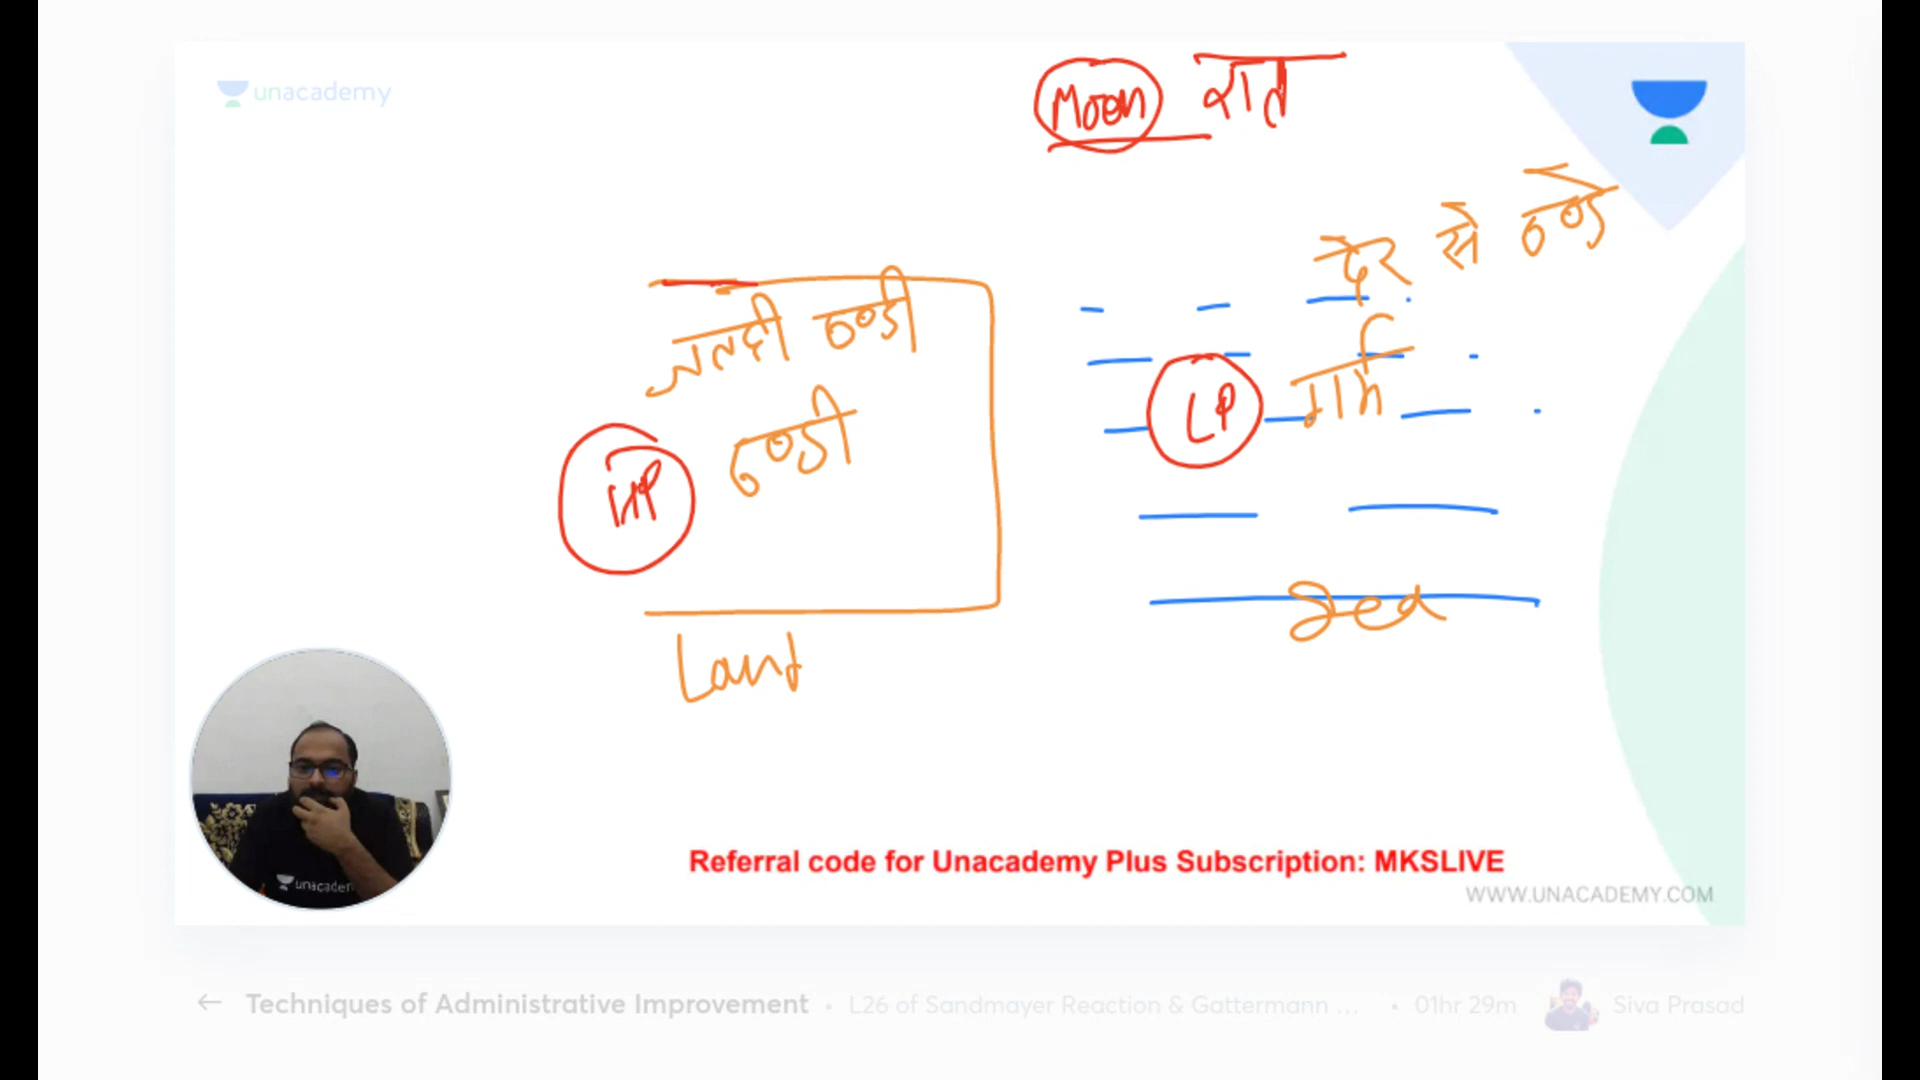 unacademy
Moon रात
देर से ठण्डे
जल्दी ठण्डी
LP गर्म
HP ठण्डी
Sea
Land
unacadem
Referral code for Unacademy Plus Subscription: MKSLIVE
WWW.UNACADEMY.COM
← Techniques of Administrative Improvement • L26 of Sandmayer Reaction & Gattermann ... • 01hr 29m Siva Prasad